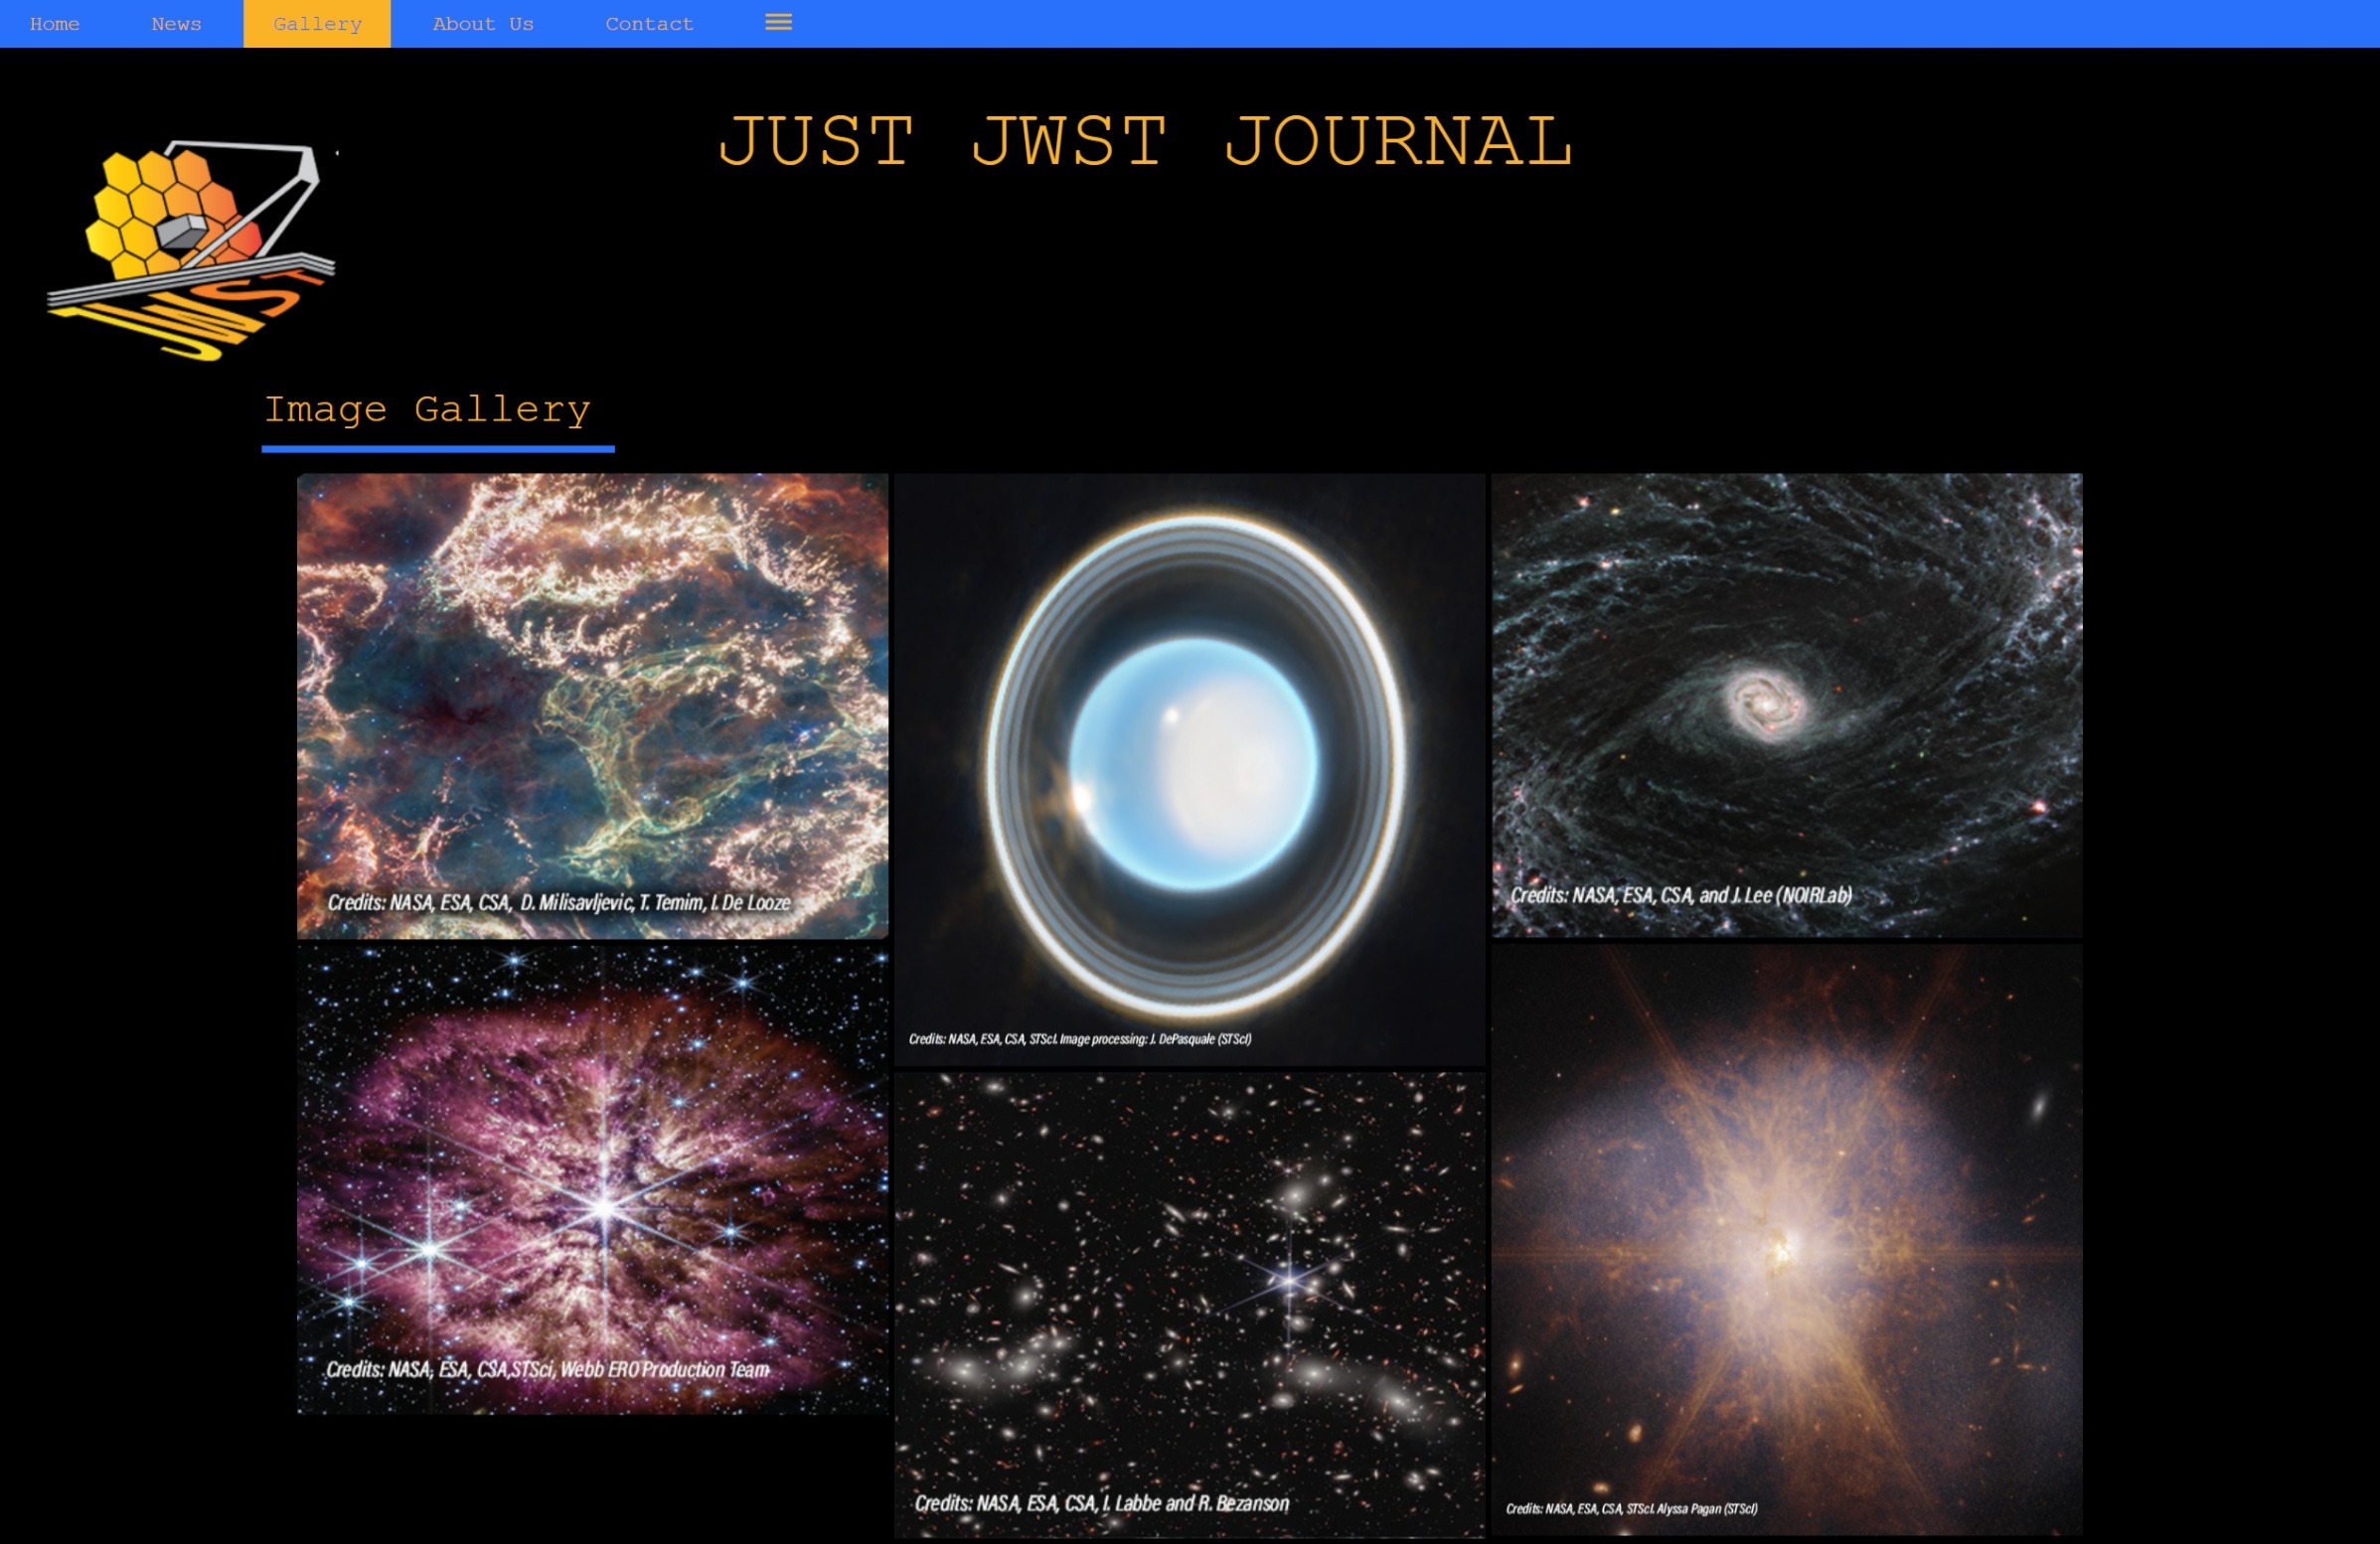 Home News Gallery About Us Contact
JUST JWST JOURNAL
JWST
Image Gallery
Credits: NASA, ESA, CSA, D. Milisavljevic, T. Temim, I. De Looze
Credits: NASA, ESA, CSA, STScI. Image processing: J. DePasquale (STScI)
Credits: NASA, ESA, CSA, and J. Lee (NOIRLab)
Credits: NASA, ESA, CSA,STSci, Webb ERO Production Team
Credits: NASA, ESA, CSA, I. Labbe and R. Bezanson
Credits: NASA, ESA, CSA, STScI. Alyssa Pagan (STScI)